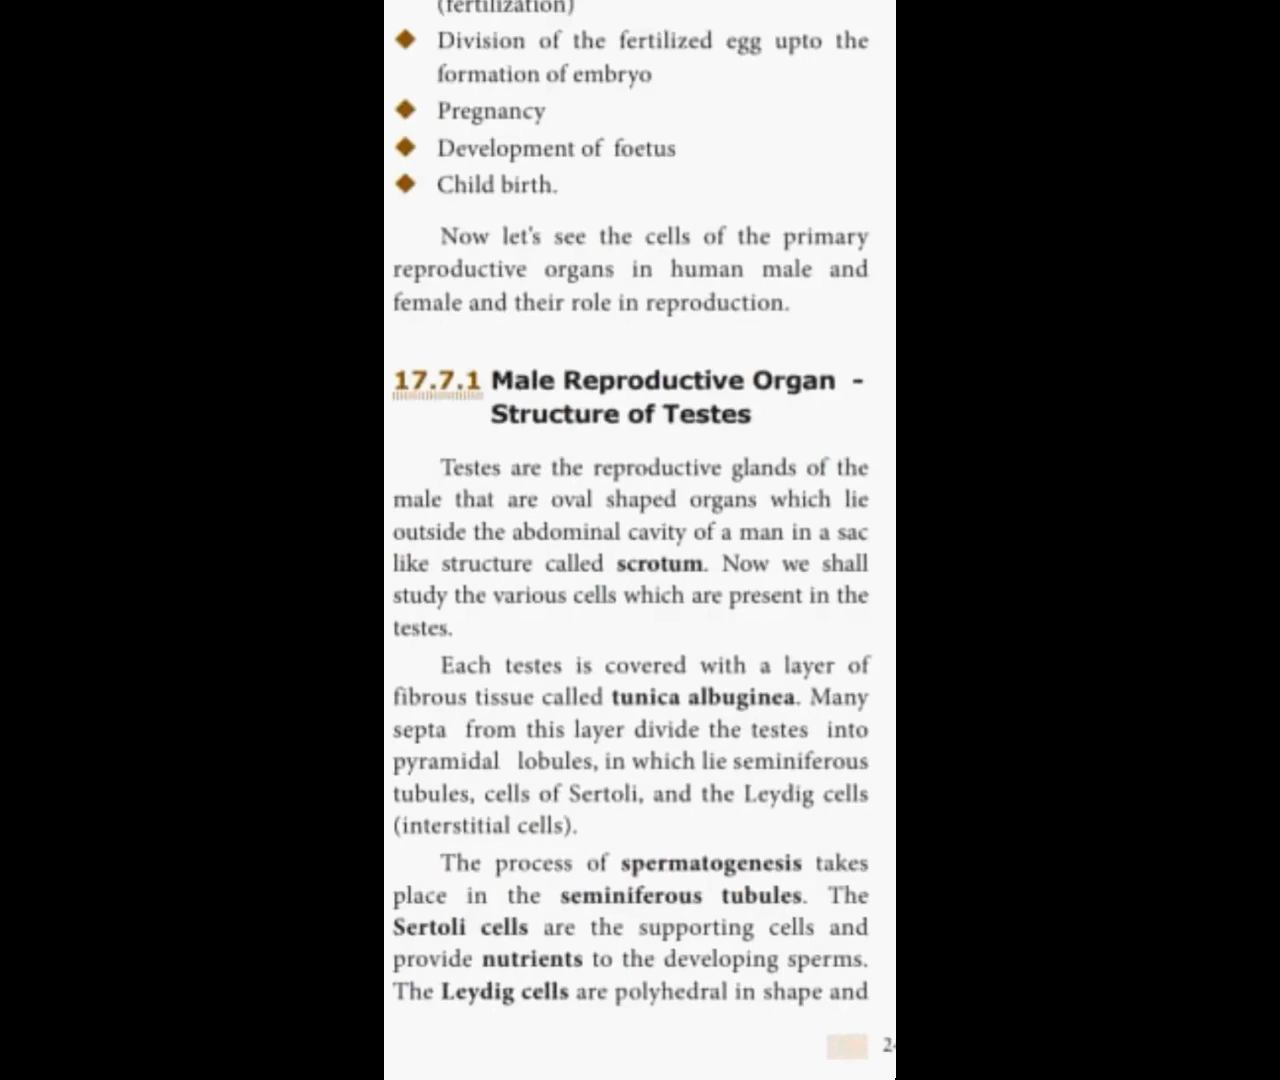 (fertilization)
Division of the fertilized egg upto the
formation of embryo
Pregnancy
Development of foetus
Child birth.
Now let's see the cells of the primary
reproductive organs in human male and
female and their role in reproduction.
17.7.1 Male Reproductive Organ -
Structure of Testes
Testes are the reproductive glands of the
male that are oval shaped organs which lie
outside the abdominal cavity of a man in a sac
like structure called scrotum. Now we shall
study the various cells which are present in the
testes.
Each testes is covered with a layer of
fibrous tissue called tunica albuginea. Many
septa from this layer divide the testes into
pyramidal lobules, in which lie seminiferous
tubules, cells of Sertoli, and the Leydig cells
(interstitial cells).
The process of spermatogenesis takes
place in the seminiferous tubules. The
Sertoli cells are the supporting cells and
provide nutrients to the developing sperms.
The Leydig cells are polyhedral in shape and